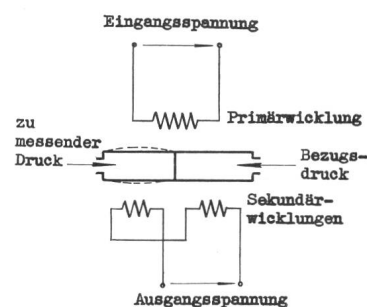 Eingangsspannung
Primärwicklung
zu
messender
Druck
Bezugs-
druck
Sekundär-
wicklungen
Ausgangsspannung